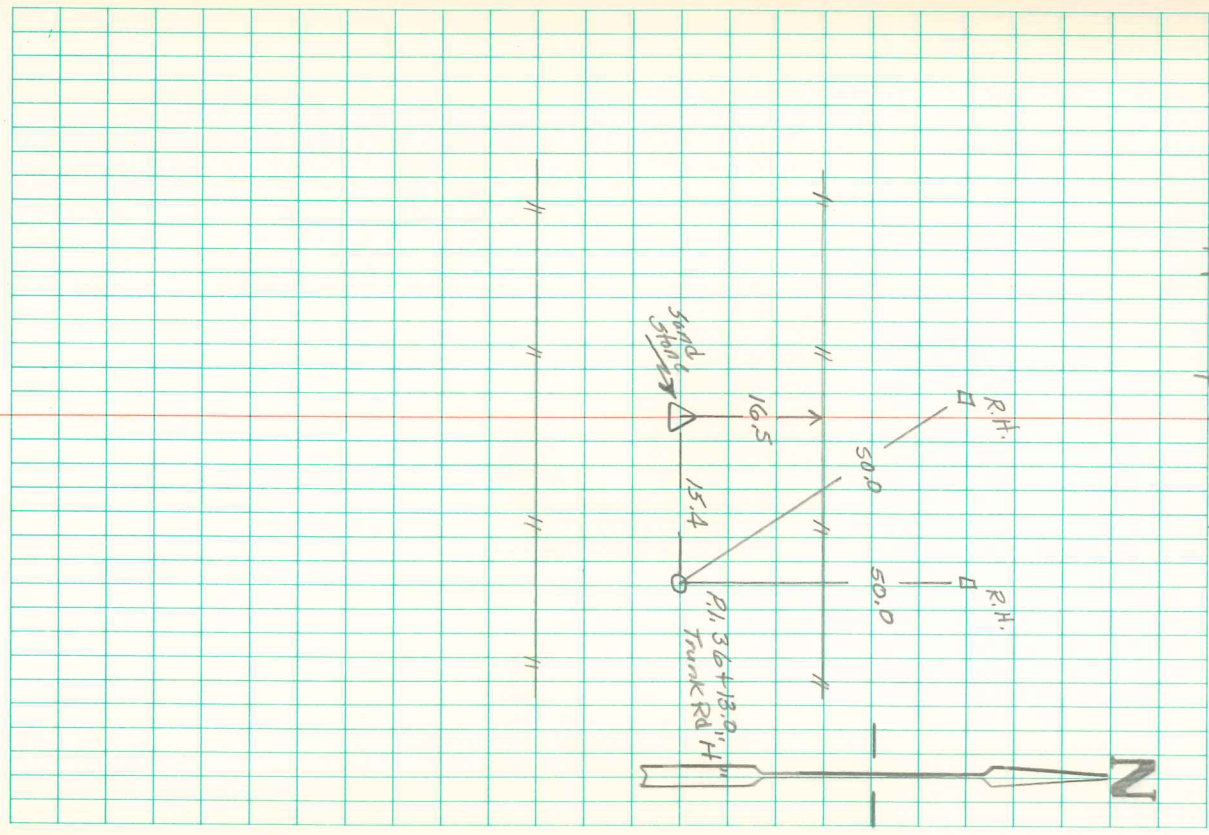 N
R.H.
R.H.
50.0
50.0
16.5
15.4
Sand
Stone
P.I. 36+13.0
Trunk Rd "H"